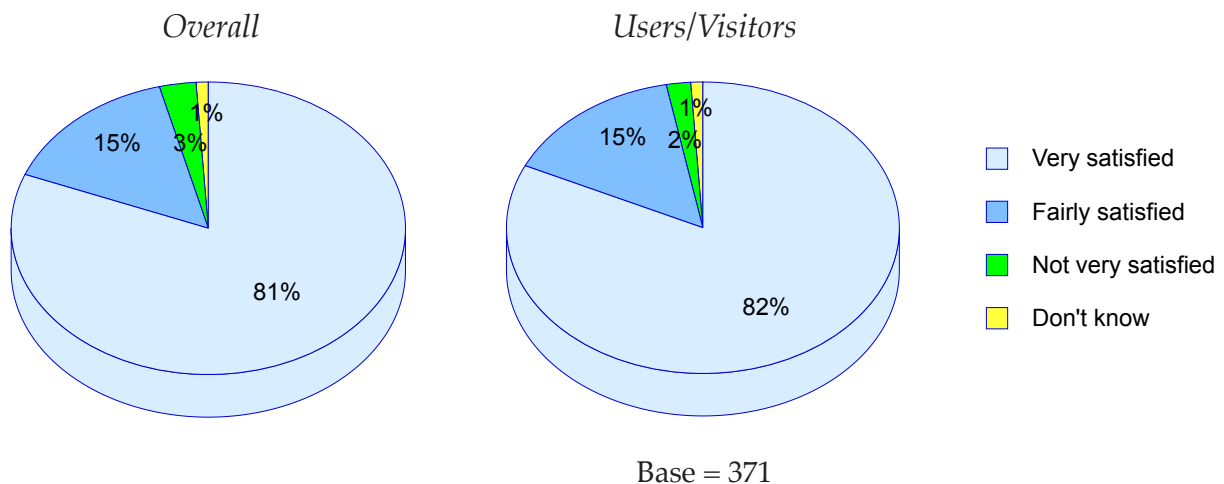 Overall
Users/Visitors
1%
3%
15%
81%
1%
2%
15%
82%
Very satisfied
Fairly satisfied
Not very satisfied
Don't know
Base = 371